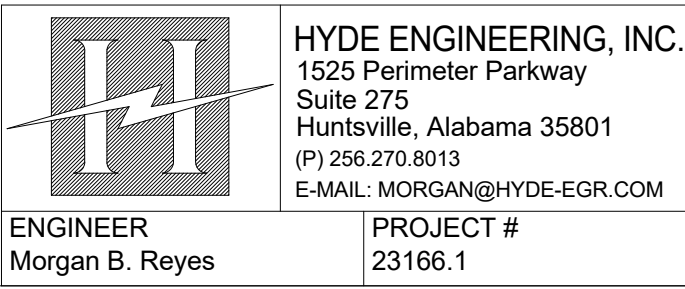 H
HYDE ENGINEERING, INC.
1525 Perimeter Parkway
Suite 275
Huntsville, Alabama 35801
(P) 256.270.8013
E-MAIL: MORGAN@HYDE-EGR.COM
ENGINEER
Morgan B. Reyes
PROJECT #
23166.1